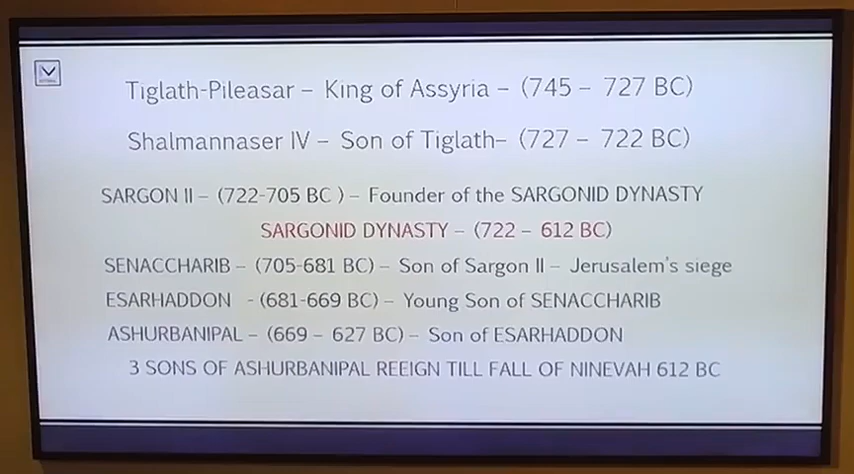 Tiglath-Pileasar – King of Assyria – (745 – 727 BC)
Shalmannaser IV – Son of Tiglath– (727 – 722 BC)
SARGON II – (722-705 BC ) – Founder of the SARGONID DYNASTY
SARGONID DYNASTY – (722 – 612 BC)
SENACCHARIB – (705-681 BC) – Son of Sargon II – Jerusalem's siege
ESARHADDON - (681-669 BC) – Young Son of SENACCHARIB
ASHURBANIPAL – (669 – 627 BC) – Son of ESARHADDON
3 SONS OF ASHURBANIPAL REEIGN TILL FALL OF NINEVAH 612 BC